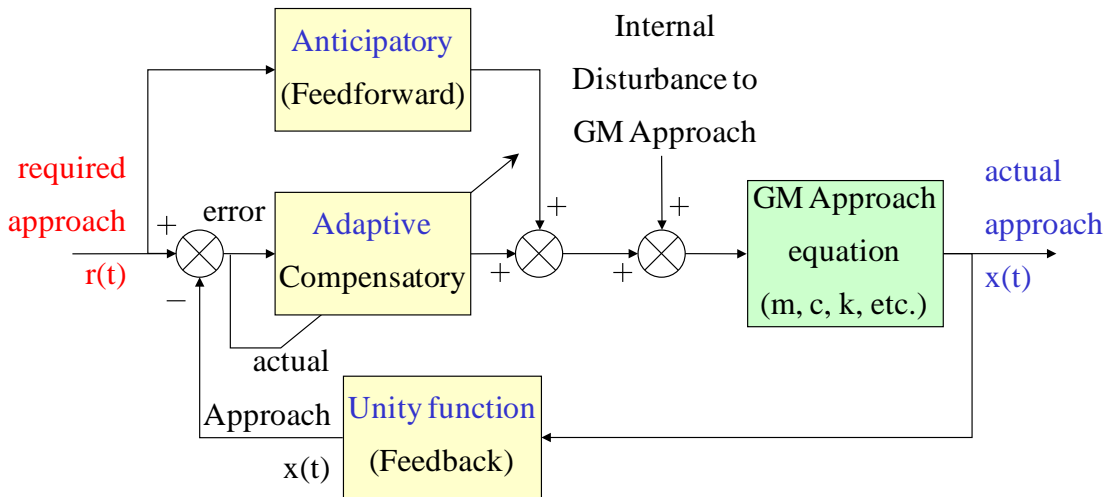 Anticipatory
(Feedforward)
Internal
Disturbance to
GM Approach
required
approach
r(t)
+
−
error
Adaptive
Compensatory
+
+
+
+
GM Approach
equation
(m, c, k, etc.)
actual
approach
x(t)
actual
Approach
x(t)
Unity function
(Feedback)